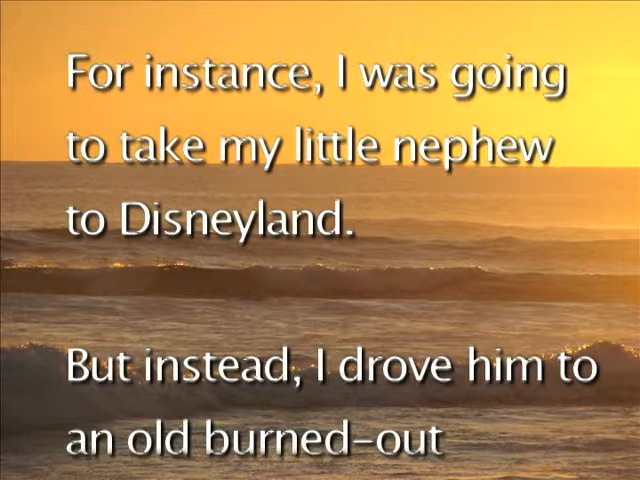 For instance, I was going
to take my little nephew
to Disneyland.
But instead, I drove him to
an old burned-out